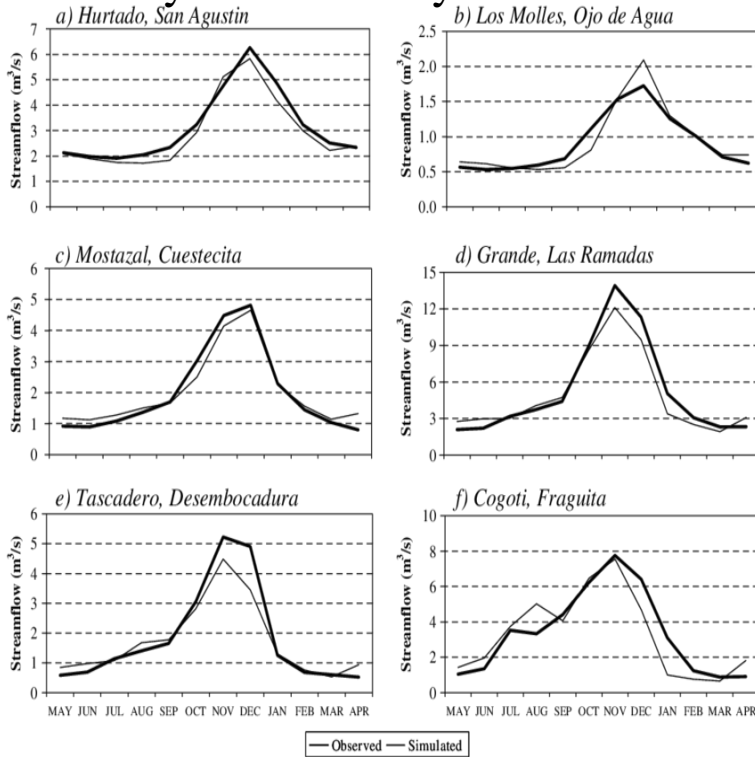 a) Hurtado, San Agustin
Streamflow (m³/s)
7
6
5
4
3
2
1
0
b) Los Molles, Ojo de Agua
Streamflow (m³/s)
2.5
2.0
1.5
1.0
0.5
0.0
c) Mostazal, Cuestecita
Streamflow (m³/s)
6
5
4
3
2
1
0
d) Grande, Las Ramadas
Streamflow (m³/s)
15
12
9
6
3
0
e) Tascadero, Desembocadura
Streamflow (m³/s)
6
5
4
3
2
1
0
MAY JUN JUL AUG SEP OCT NOV DEC JAN FEB MAR APR
f) Cogoti, Fraguita
Streamflow (m³/s)
10
8
6
4
2
0
MAY JUN JUL AUG SEP OCT NOV DEC JAN FEB MAR APR
Observed Simulated